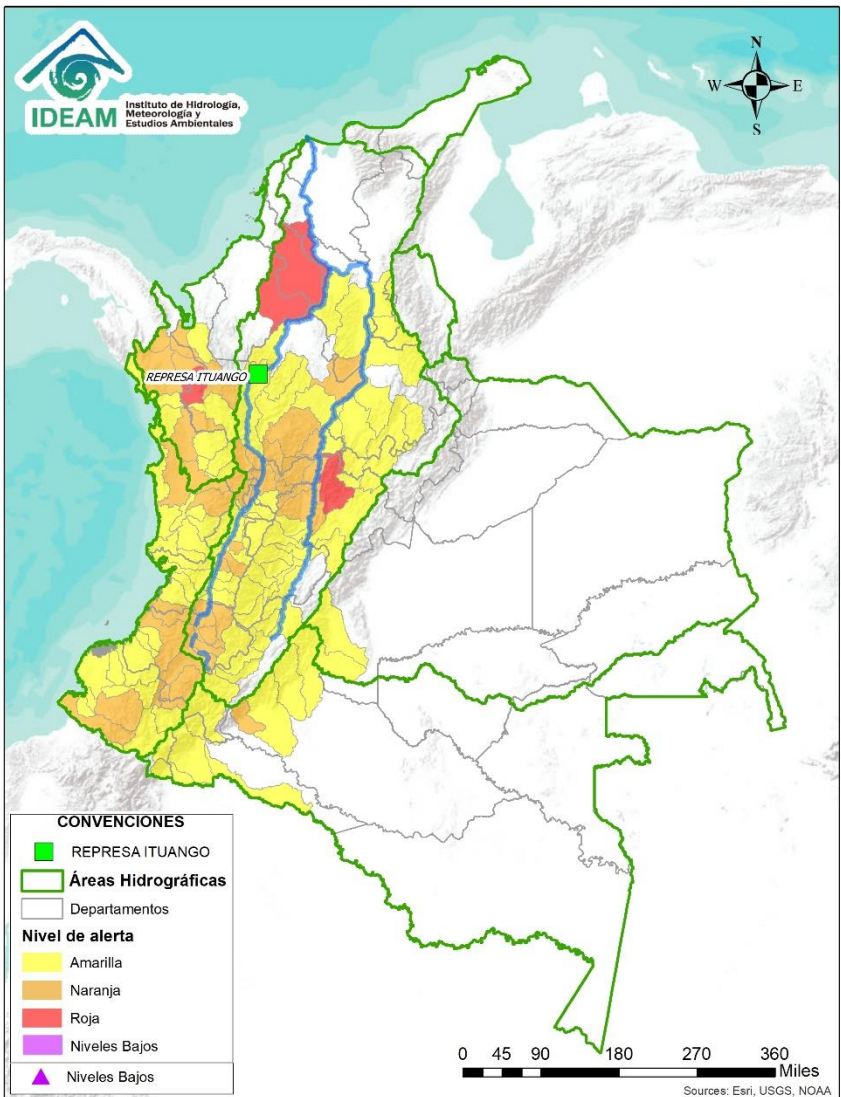 IDEAM
Instituto de Hidrología,
Meteorología y
Estudios Ambientales
N
W
E
S
REPRESA ITUANGO
CONVENCIONES
REPRESA ITUANGO
Áreas Hidrográficas
Departamentos
Nivel de alerta
Amarilla
Naranja
Roja
Niveles Bajos
Niveles Bajos
0 45 90 180 270 360
Miles
Sources: Esri, USGS, NOAA